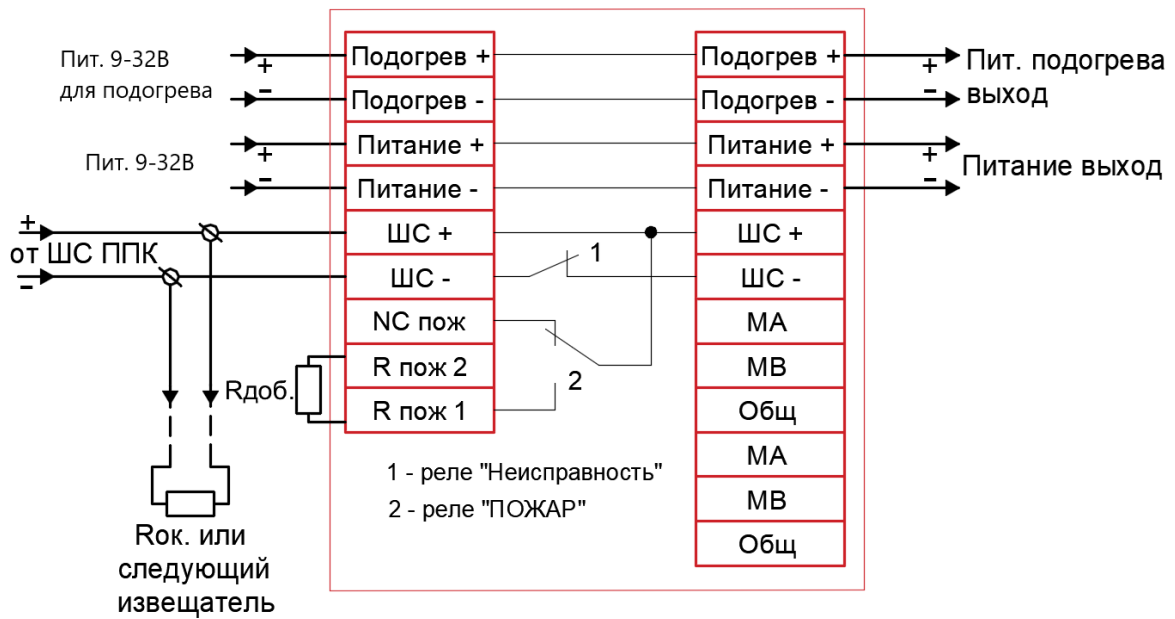 Пит. 9-32В
для подогрева
+
-
Пит. 9-32В
+
-
+
от ШС ППК
-
Rдоб.
Rок. или
следующий
извещатель
Подогрев +
Подогрев -
Питание +
Питание -
ШС +
ШС -
NC пож
R пож 2
R пож 1
1
2
1 - реле "Неисправность"
2 - реле "ПОЖАР"
Подогрев +
Подогрев -
Питание +
Питание -
ШС +
ШС -
МА
МВ
Общ
МА
МВ
Общ
+
-
Пит. подогрева
выход
+
-
Питание выход